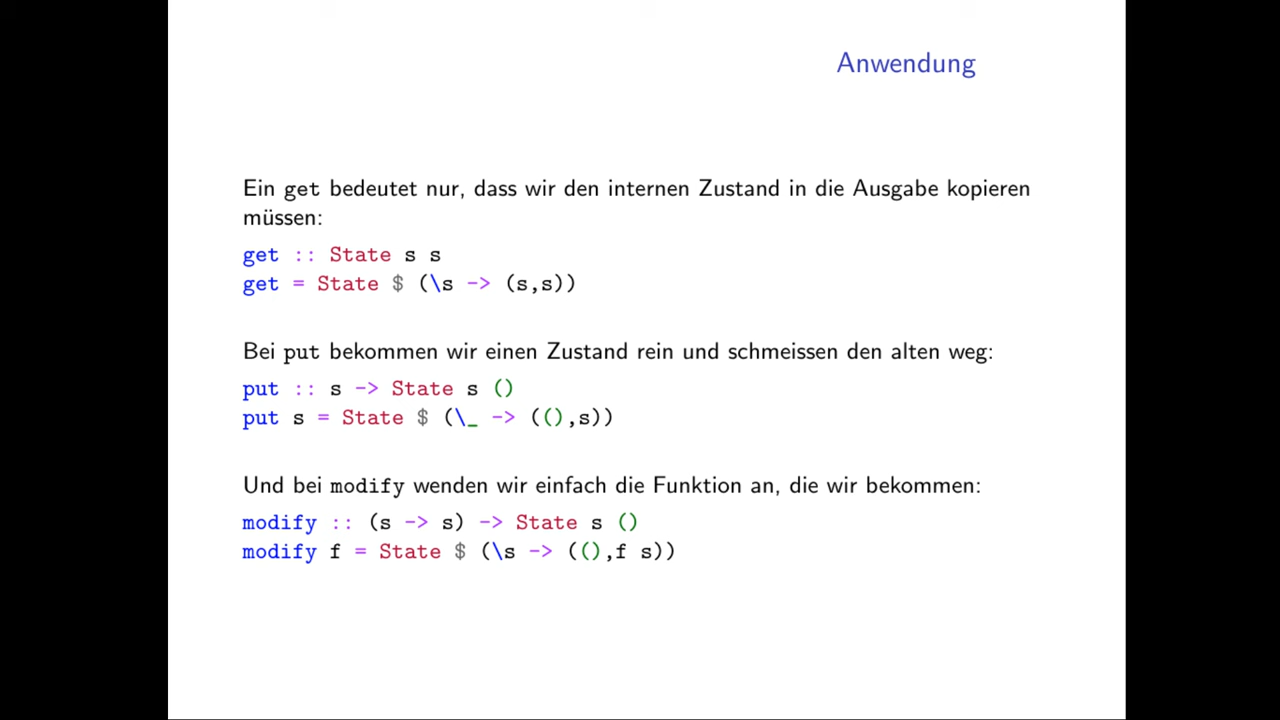 Anwendung
Ein get bedeutet nur, dass wir den internen Zustand in die Ausgabe kopieren
müssen:
get :: State s s
get = State $ (\s -> (s,s))
Bei put bekommen wir einen Zustand rein und schmeissen den alten weg:
put :: s -> State s ()
put s = State $ (\_ -> ((),s))
Und bei modify wenden wir einfach die Funktion an, die wir bekommen:
modify :: (s -> s) -> State s ()
modify f = State $ (\s -> ((),f s))